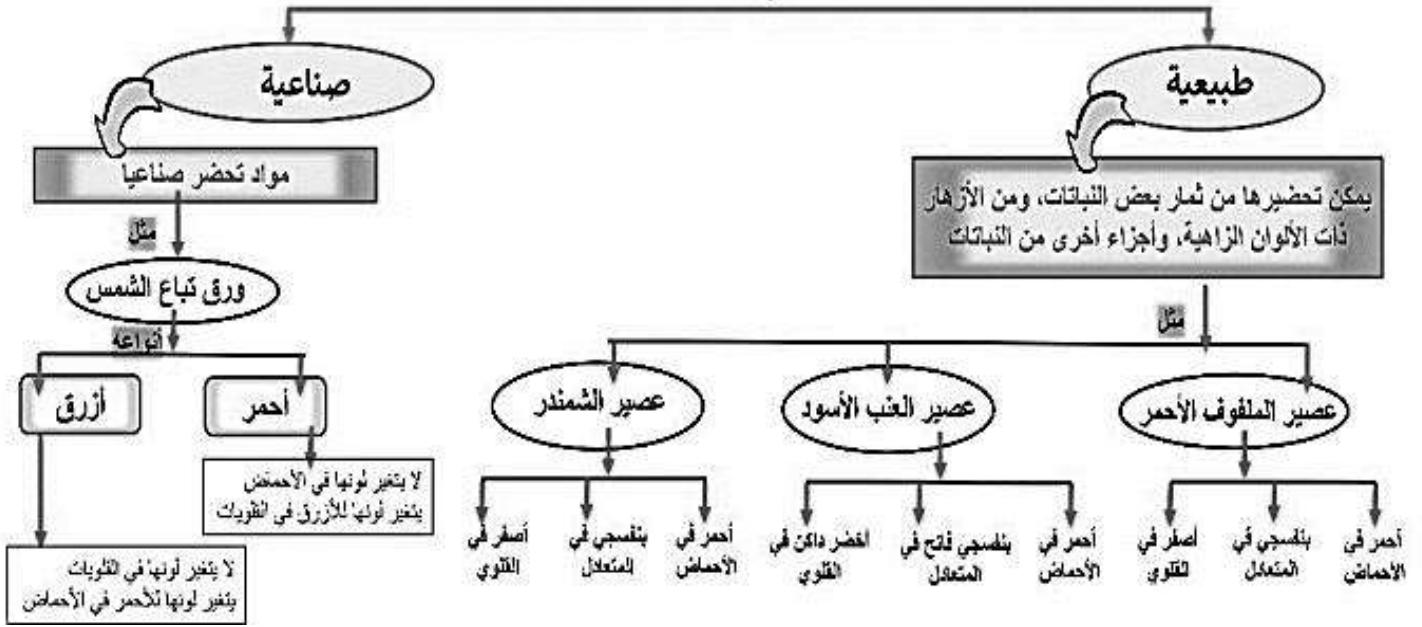 طبيعية
يمكن تحضيرها من ثمار بعض النباتات، ومن الأزهار
ذات الألوان الزاهية، وأجزاء أخرى من النباتات
مثل
عصير الملفوف الأحمر
أحمر في
الأحماض
بنفسجي في
المتعادل
أصفر في
القلوي
عصير العنب الأسود
أحمر في
الأحماض
بنفسجي فاتح في
المتعادل
أخضر داكن في
القلوي
عصير الشمندر
أحمر في
الأحماض
بنفسجي في
المتعادل
أصفر في
القلوي
صناعية
مواد تحضر صناعيا
مثل
ورق تباع الشمس
أنواعه
أحمر
لا يتغير لونها في الأحماض
يتغير لونها للأزرق في القلويات
أزرق
لا يتغير لونها في القلويات
يتغير لونها للأحمر في الأحماض